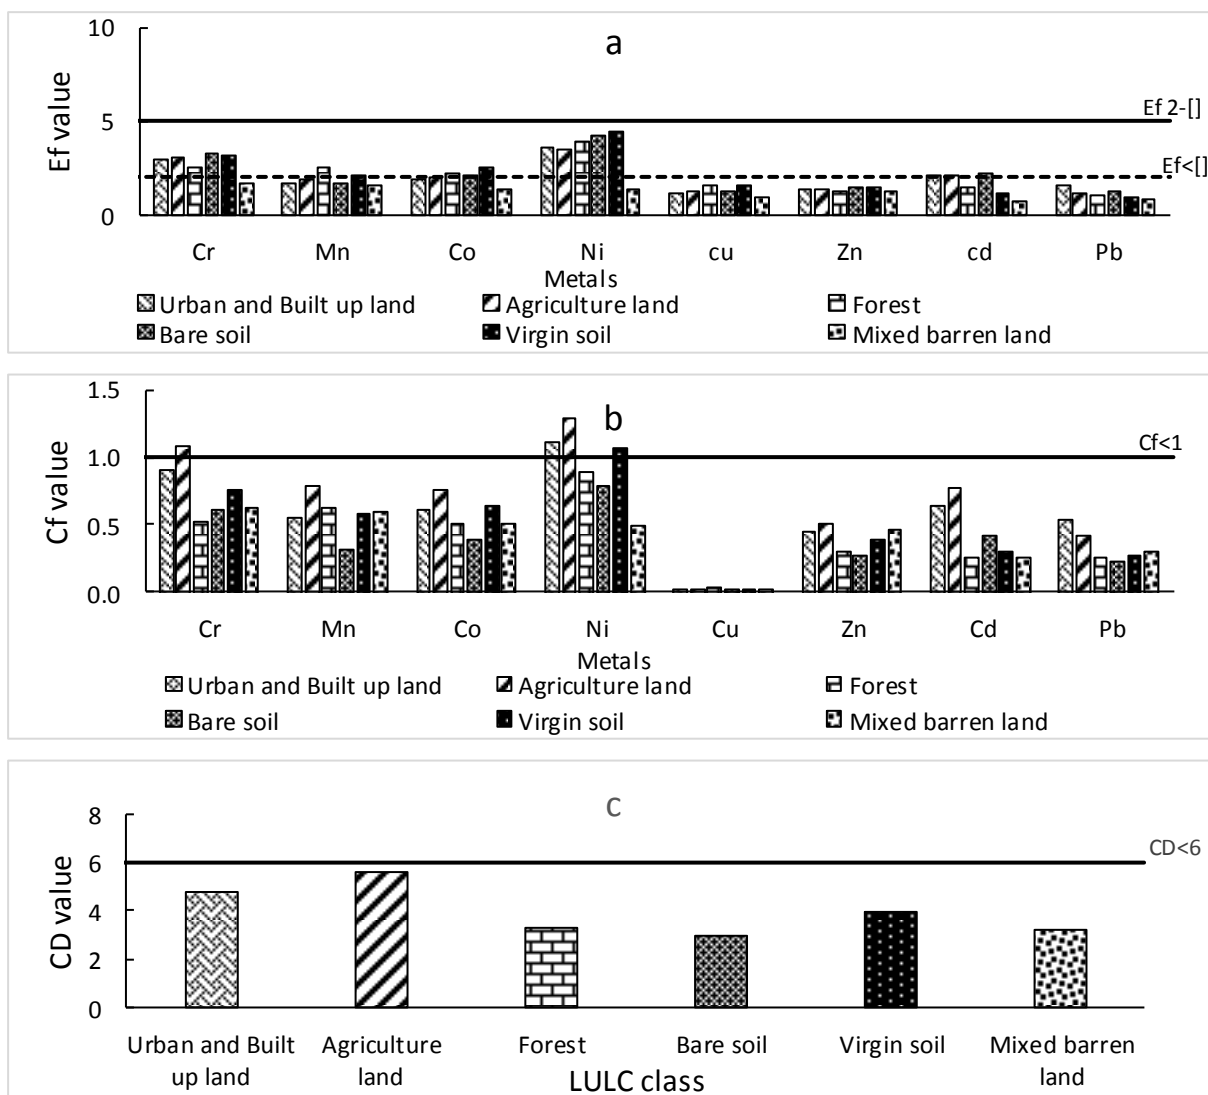 a
10
5
0
Ef value
Ef 2-[]
Ef<[]
Cr Mn Co Ni cu Zn cd Pb
Metals
Urban and Built up land Agriculture land Forest
Bare soil Virgin soil Mixed barren land
b
1.5
1.0
0.5
0.0
Cf value
Cf<1
Cr Mn Co Ni Cu Zn Cd Pb
Metals
Urban and Built up land Agriculture land Forest
Bare soil Virgin soil Mixed barren land
c
8
6
4
2
0
CD value
CD<6
Urban and Built Agriculture Forest Bare soil Virgin soil Mixed barren
up land land land
LULC class